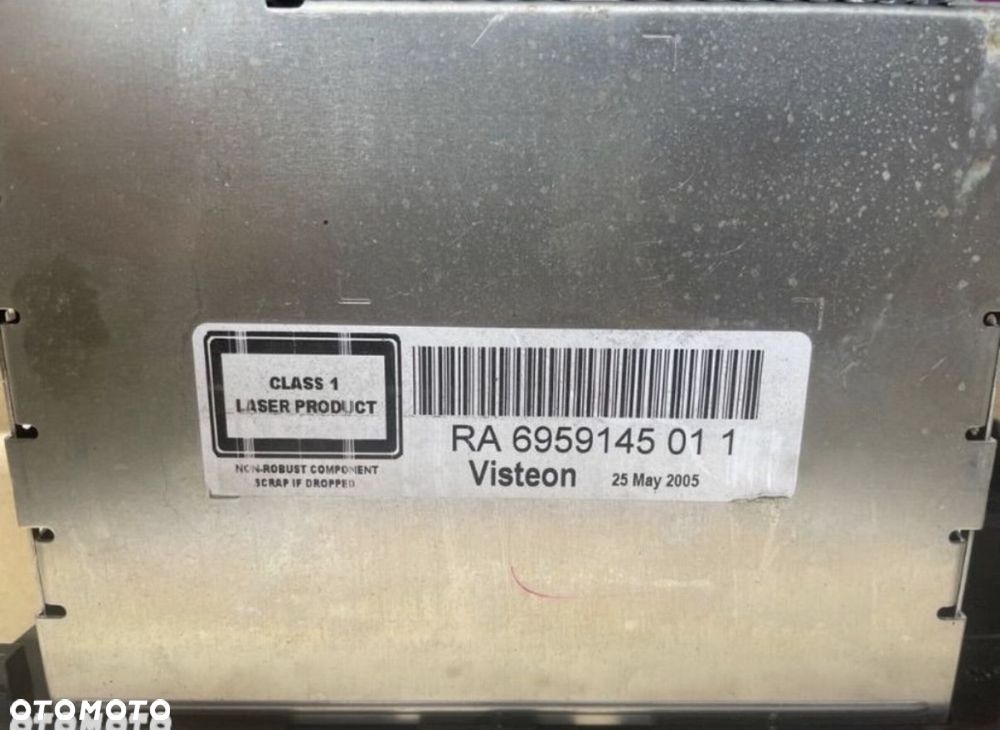 CLASS 1
LASER PRODUCT
NON-ROBUST COMPONENT
SCRAP IF DROPPED
RA 6959145 01 1
Visteon 25 May 2005
OTOMOTO
OTOMOTO